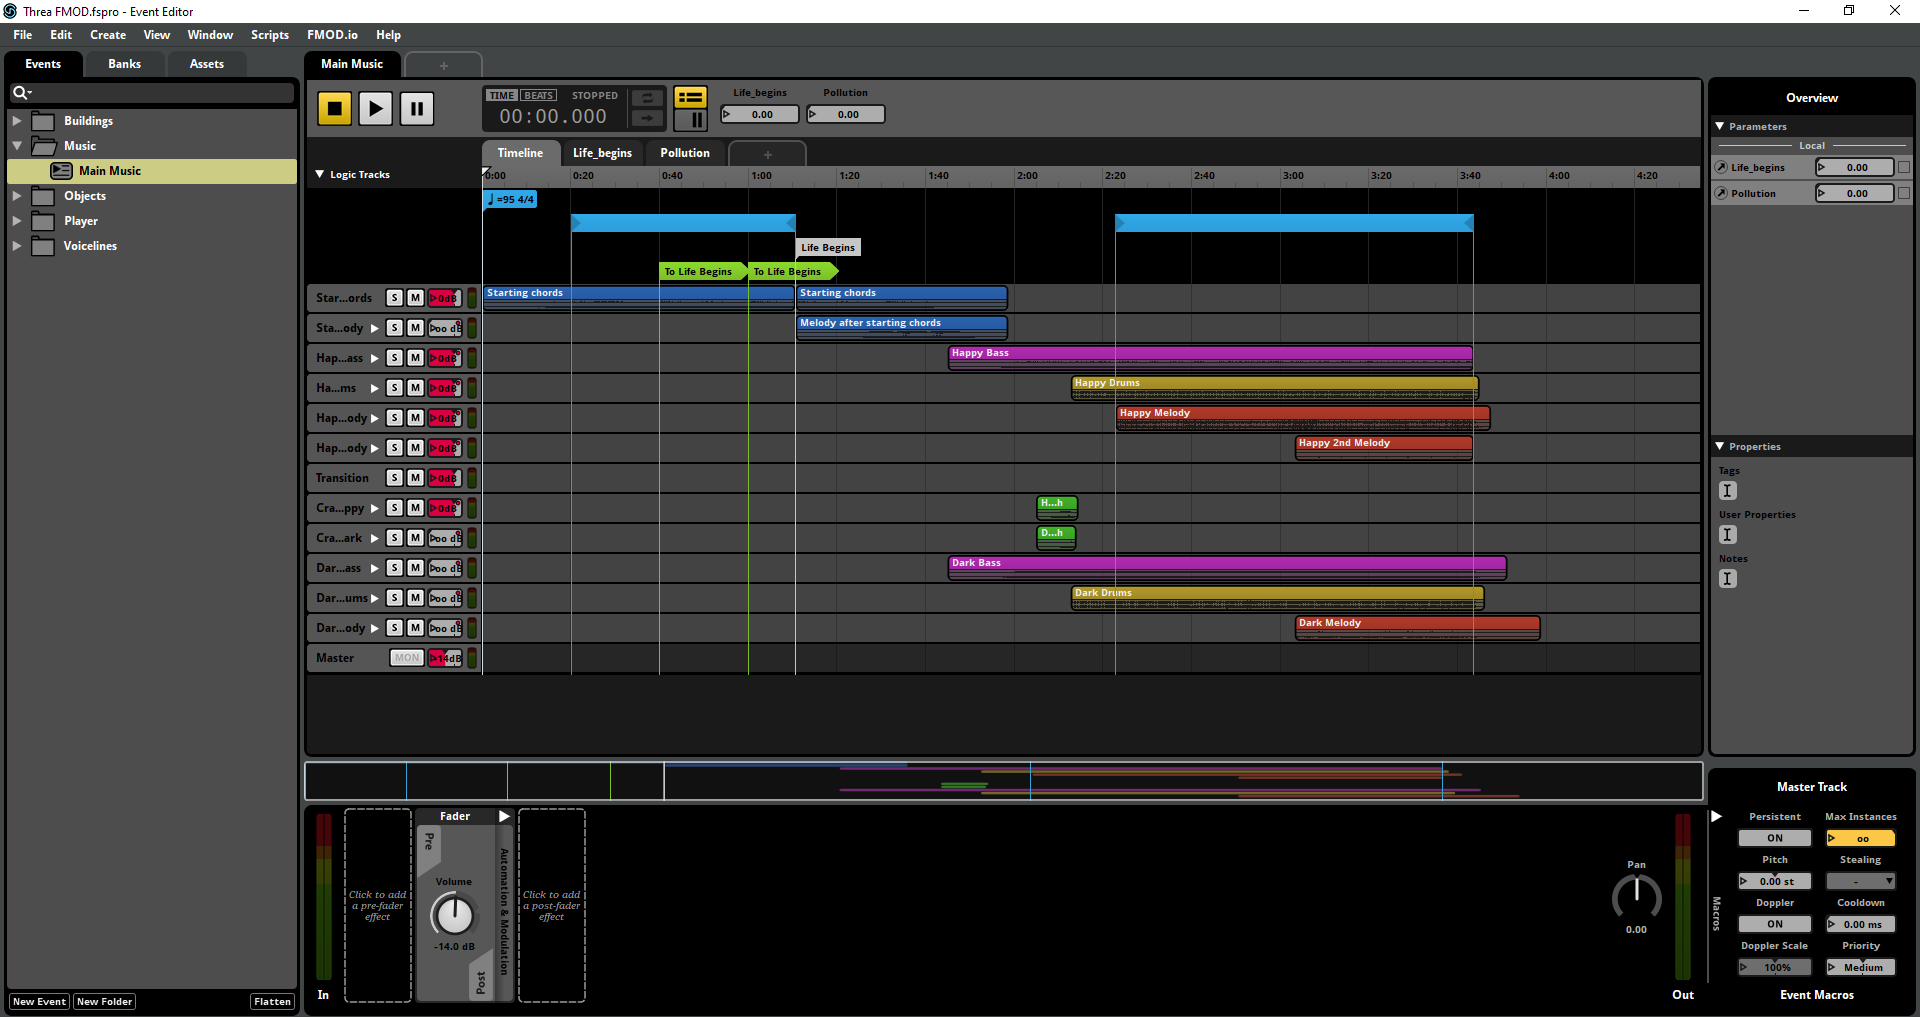 Threa FMOD.fspro - Event Editor
File Edit Create View Window Scripts FMOD.io Help
Events Banks Assets
Main Music +
Buildings
Music
Main Music
Objects
Player
Voicelines
New Event New Folder Flatten
TIME BEATS STOPPED
00:00.000
Life_begins Pollution
0.00 0.00
Timeline Life_begins Pollution +
Logic Tracks
0:00 0:20 0:40 1:00 1:20 1:40 2:00 2:20 2:40 3:00 3:20 3:40 4:00 4:20
=95 4/4
Life Begins
To Life Begins To Life Begins
Star...ords S M 0dB Starting chords Starting chords
Sta...ody S M oo dB Melody after starting chords
Hap...ass S M 0dB Happy Bass
Ha...ms S M 0dB Happy Drums
Hap...ody S M 0dB Happy Melody
Hap...ody S M 0dB Happy 2nd Melody
Transition S M 0dB
Cra...ppy S M 0dB H...h
Cra...ark S M oo dB D...h
Dar...ass S M oo dB Dark Bass
Dar...ums S M oo dB Dark Drums
Dar...ody S M oo dB Dark Melody
Master MON 14dB
Overview
Parameters
Local
Life_begins 0.00
Pollution 0.00
Properties
Tags
User Properties
Notes
In
Click to add
a pre-fader
effect
Fader
Pre
Volume
-14.0 dB
Post
Automation & Modulation
Click to add
a post-fader
effect
Pan
0.00
Out
Macros
Master Track
Persistent Max Instances
ON oo
Pitch Stealing
0.00 st -
Doppler Cooldown
ON 0.00 ms
Doppler Scale Priority
100% Medium
Event Macros